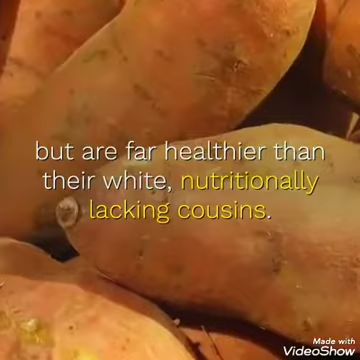 but are far healthier than
their white, nutritionally
lacking cousins.
Made with
VideoShow